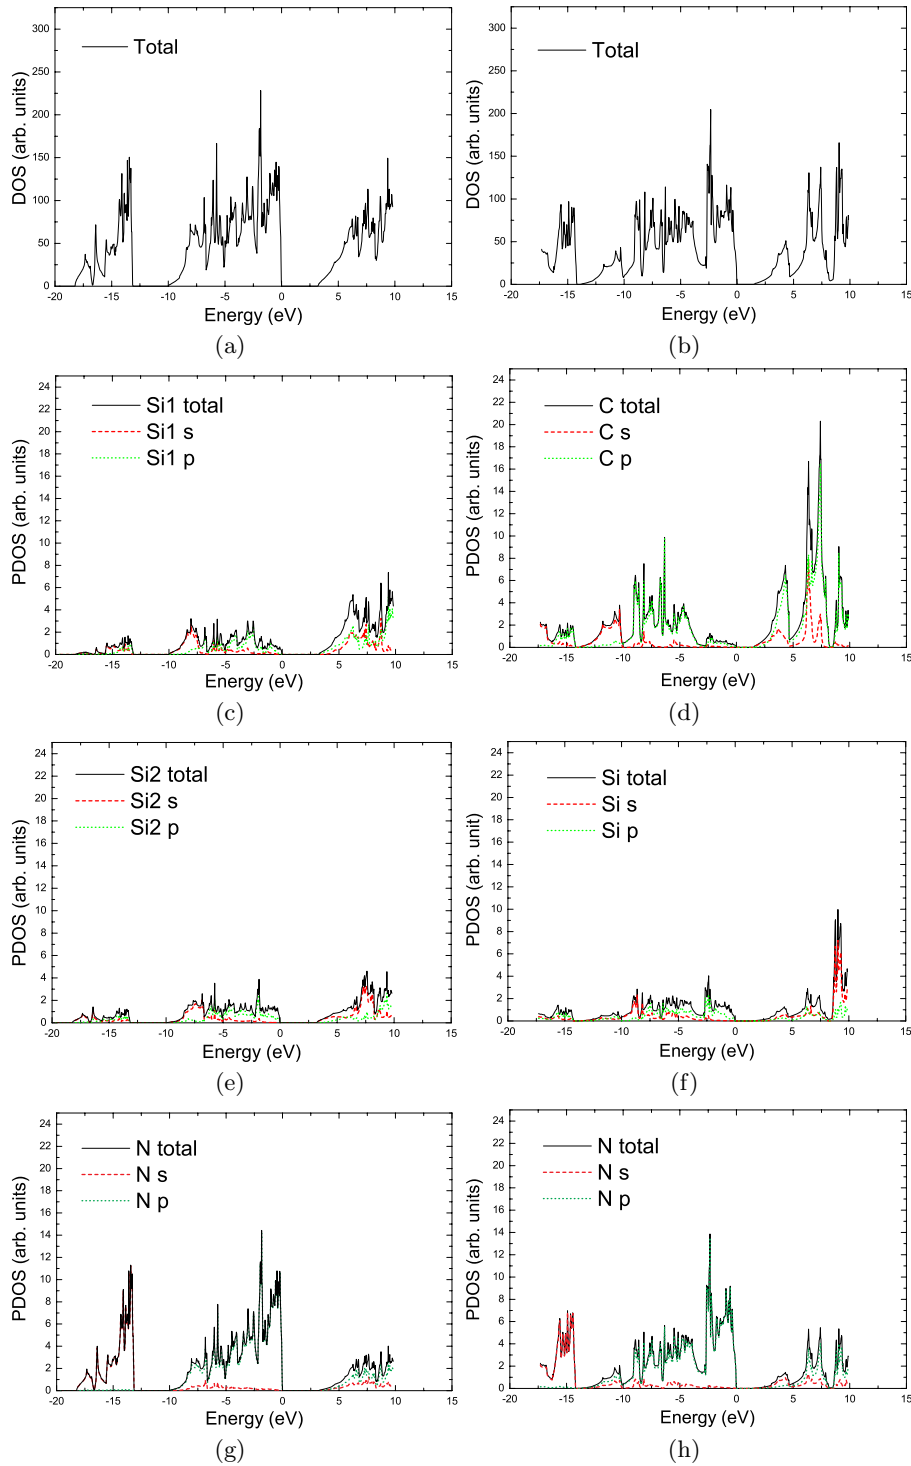 Total
DOS (arb. units)
300
250
200
150
100
50
0
-20 -15 -10 -5 0 5 10 15
Energy (eV)
(a)
Total
DOS (arb. units)
300
250
200
150
100
50
0
-20 -15 -10 -5 0 5 10 15
Energy (eV)
(b)
Si1 total
Si1 s
Si1 p
PDOS (arb. units)
24
22
20
18
16
14
12
10
8
6
4
2
0
-20 -15 -10 -5 0 5 10 15
Energy (eV)
(c)
C total
C s
C p
PDOS (arb. units)
24
22
20
18
16
14
12
10
8
6
4
2
0
-20 -15 -10 -5 0 5 10 15
Energy (eV)
(d)
Si2 total
Si2 s
Si2 p
PDOS (arb. units)
24
22
20
18
16
14
12
10
8
6
4
2
0
-20 -15 -10 -5 0 5 10 15
Energy (eV)
(e)
Si total
Si s
Si p
PDOS (arb. unit)
24
22
20
18
16
14
12
10
8
6
4
2
0
-20 -15 -10 -5 0 5 10 15
Energy (eV)
(f)
N total
N s
N p
PDOS (arb. units)
24
22
20
18
16
14
12
10
8
6
4
2
0
-20 -15 -10 -5 0 5 10 15
Energy (eV)
(g)
N total
N s
N p
PDOS (arb. units)
24
22
20
18
16
14
12
10
8
6
4
2
0
-20 -15 -10 -5 0 5 10 15
Energy (eV)
(h)